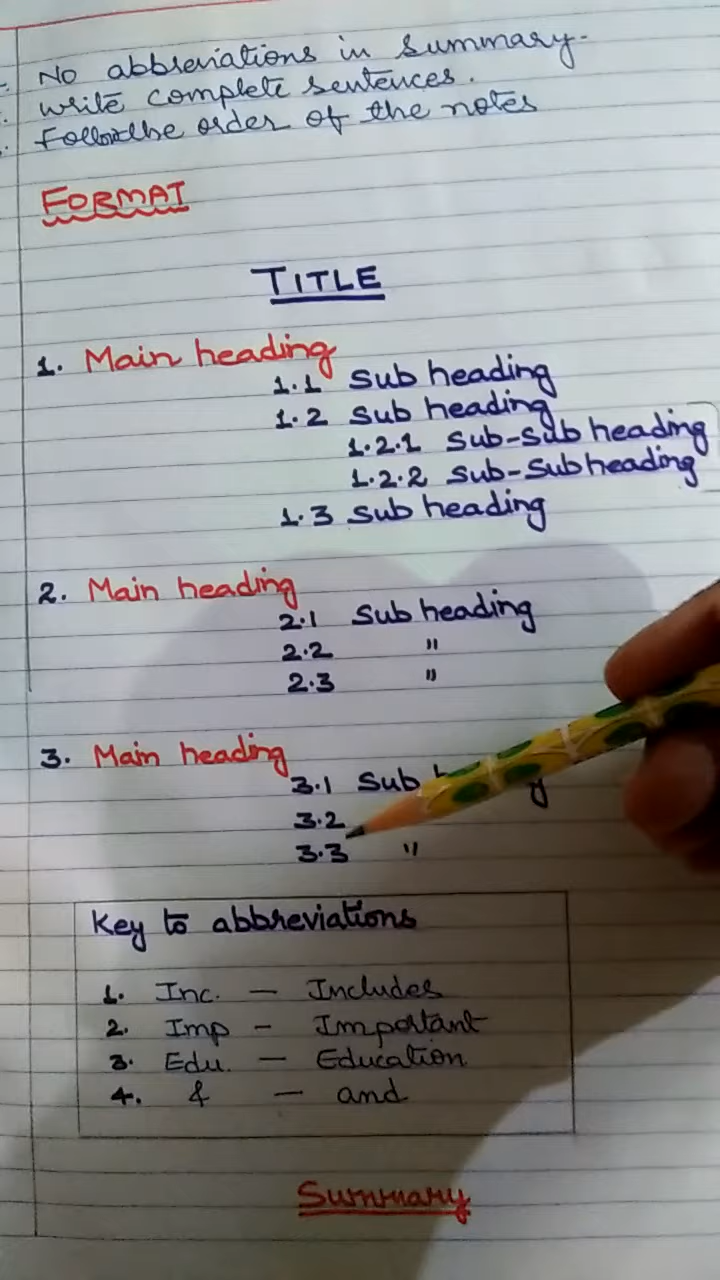 No abbreviations in summary.
write complete sentences.
Follow the order of the notes
FORMAT
TITLE
1. Main heading
1.1 Sub heading
1.2 Sub heading
1.2.1 Sub-Sub heading
1.2.2 Sub-Subheading
1.3 Sub heading
2. Main heading
2.1 Sub heading
2.2 "
2.3 "
3. Main heading
3.1 Sub
3.2
3.3 "
Key to abbreviations
1. Inc. — Includes
2. Imp — Important
3. Edu. — Education
4. & — and
Summary